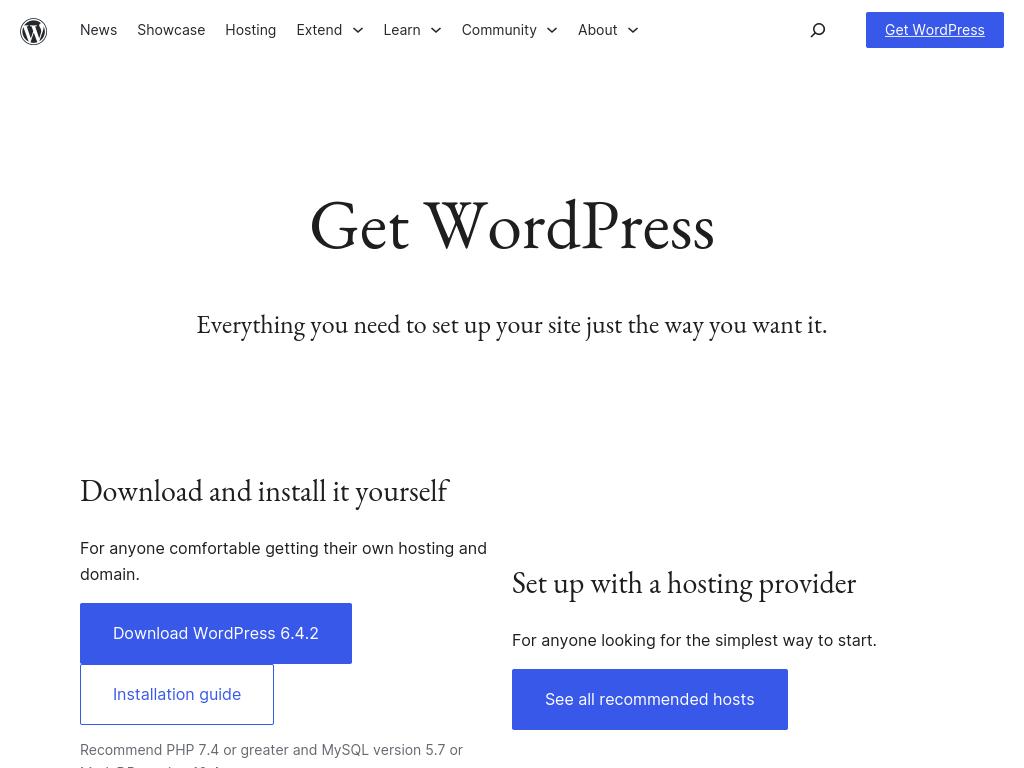 News
Showcase
Hosting
Extend
Learn
Community
About
Get WordPress
Get WordPress
Everything you need to set up your site just the way you want it.
Download and install it yourself
For anyone comfortable getting their own hosting and
domain.
Download WordPress 6.4.2
Installation guide
Recommend PHP 7.4 or greater and MySQL version 5.7 or
Set up with a hosting provider
For anyone looking for the simplest way to start.
See all recommended hosts